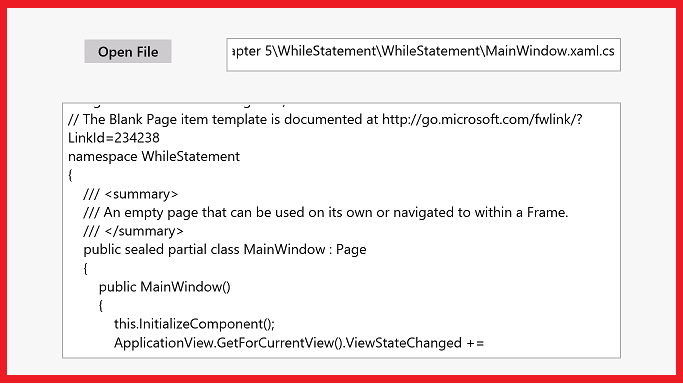 Open File
apter 5\WhileStatement\WhileStatement\MainWindow.xaml.cs
// The Blank Page item template is documented at http://go.microsoft.com/fwlink/?
LinkId=234238
namespace WhileStatement
{
/// <summary>
/// An empty page that can be used on its own or navigated to within a Frame.
/// </summary>
public sealed partial class MainWindow : Page
{
public MainWindow()
{
this.InitializeComponent();
ApplicationView.GetForCurrentView().ViewStateChanged +=